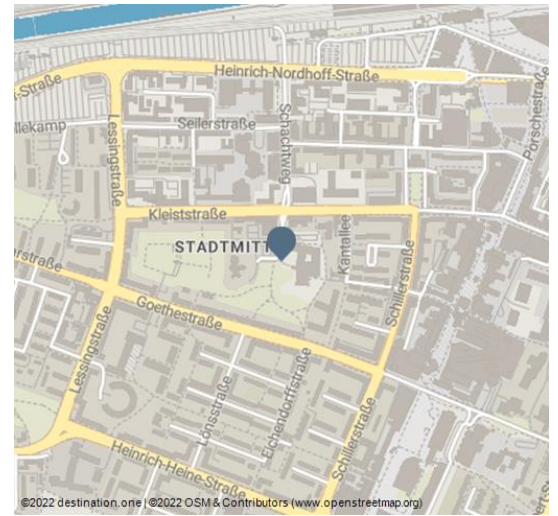 Heinrich-Nordhoff-Straße
t-Straße
Porschestraße
llekamp
Seilerstraße
Schachtweg
Lessingstraße
Kleiststraße
STADTMITT
Kantallee
Schillerstraße
rstraße
Goethestraße
Lessingstraße
Lönsstraße
Eichendorffstraße
Heinrich-Heine-Straße
Schillerstraße
ert-S
©2022 destination.one | ©2022 OSM & Contributors (www.openstreetmap.org)